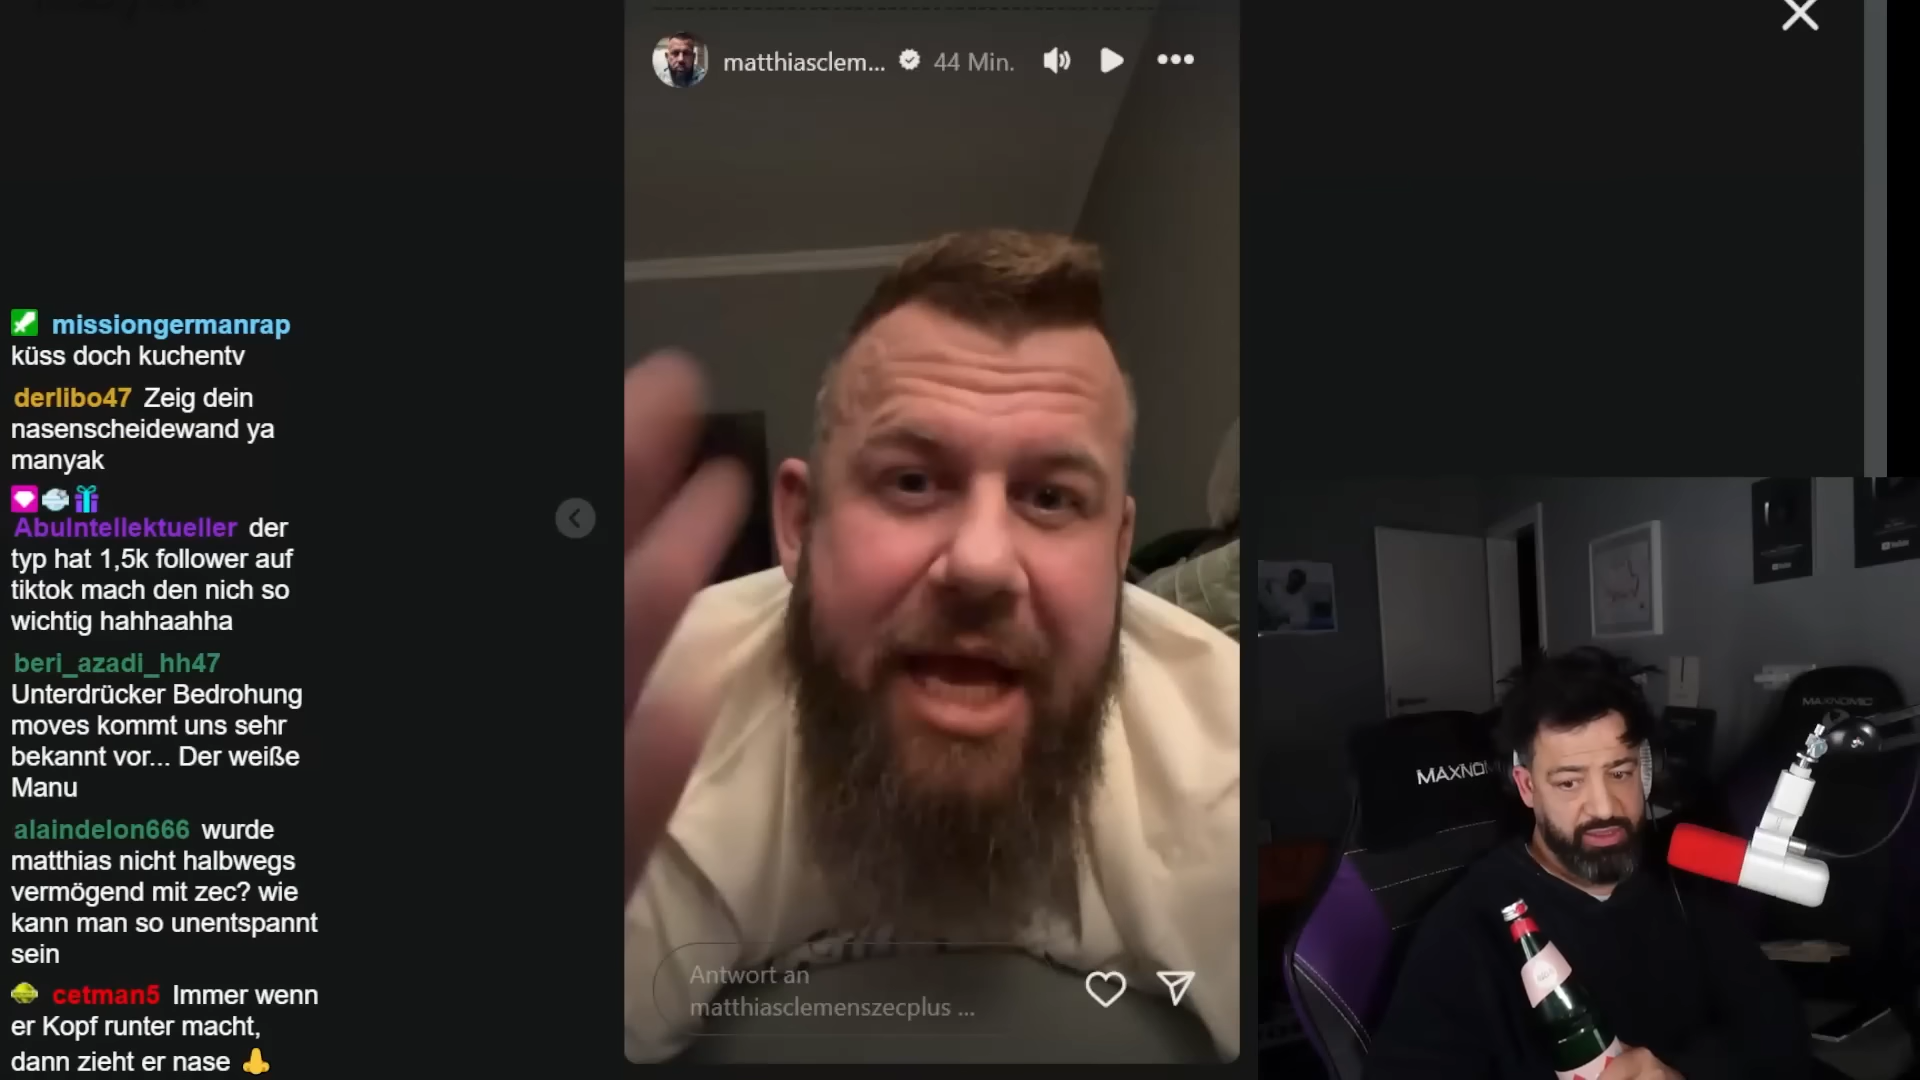 matthiasclem... 44 Min.
missiongermanrap
küss doch kuchentv
derlibo47 Zeig dein
nasenscheidewand ya
manyak
AbuIntellektueller der
typ hat 1,5k follower auf
tiktok mach den nich so
wichtig hahhaahha
beri_azadi_hh47
Unterdrücker Bedrohung
moves kommt uns sehr
bekannt vor... Der weiße
Manu
alaindelon666 wurde
matthias nicht halbwegs
vermögend mit zec? wie
kann man so unentspannt
sein
cetman5 Immer wenn
er Kopf runter macht,
dann zieht er nase
Antwort an
matthiasclemenszecplus ...
MAXNOMIC